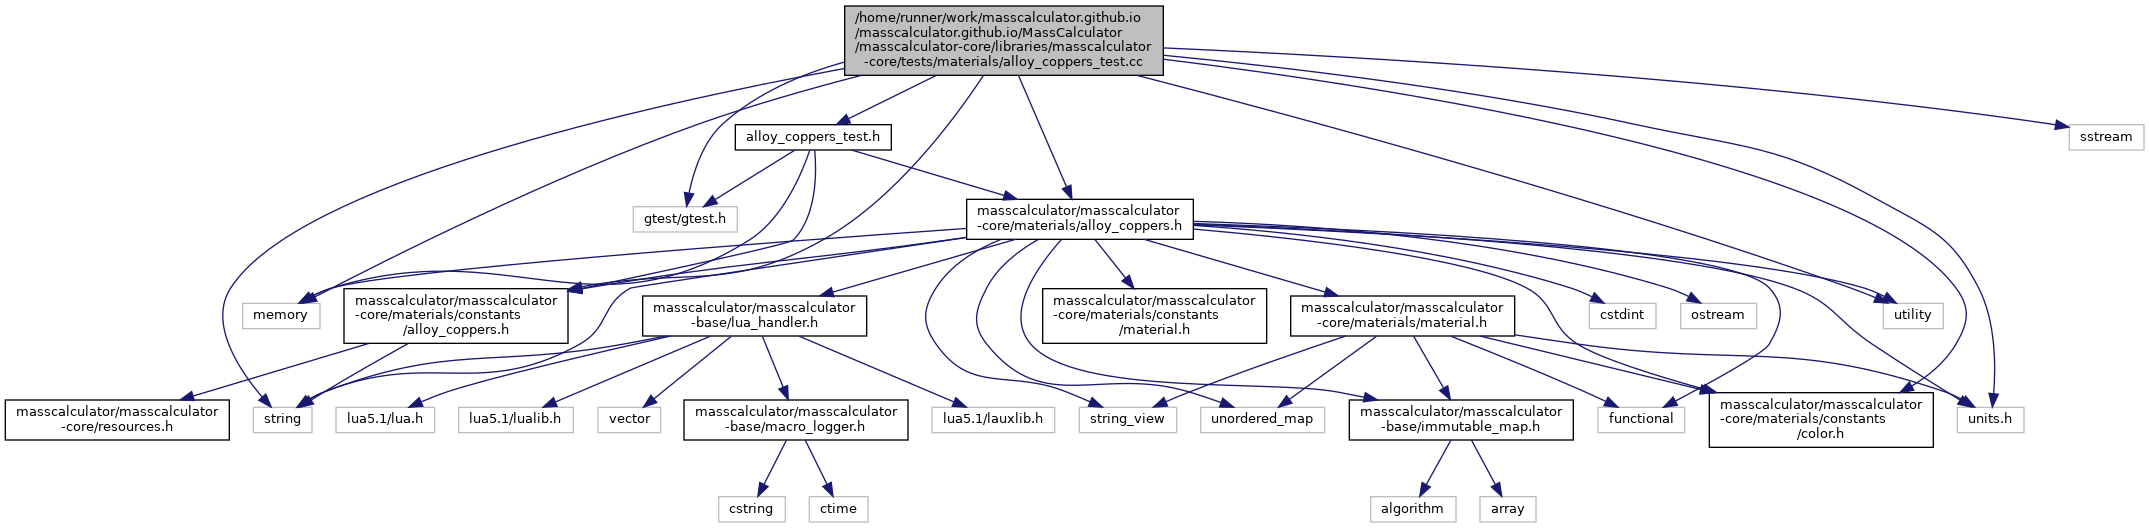 /home/runner/work/masscalculator.github.io
/masscalculator.github.io/MassCalculator
/masscalculator-core/libraries/masscalculator
-core/tests/materials/alloy_coppers_test.cc
alloy_coppers_test.h
sstream
gtest/gtest.h
masscalculator/masscalculator
-core/materials/alloy_coppers.h
memory
masscalculator/masscalculator
-core/materials/constants
/alloy_coppers.h
masscalculator/masscalculator
-base/lua_handler.h
masscalculator/masscalculator
-core/materials/constants
/material.h
masscalculator/masscalculator
-core/materials/material.h
cstdint
ostream
utility
masscalculator/masscalculator
-core/resources.h
string
lua5.1/lua.h
lua5.1/lualib.h
vector
masscalculator/masscalculator
-base/macro_logger.h
lua5.1/lauxlib.h
string_view
unordered_map
masscalculator/masscalculator
-base/immutable_map.h
functional
masscalculator/masscalculator
-core/materials/constants
/color.h
units.h
cstring
ctime
algorithm
array